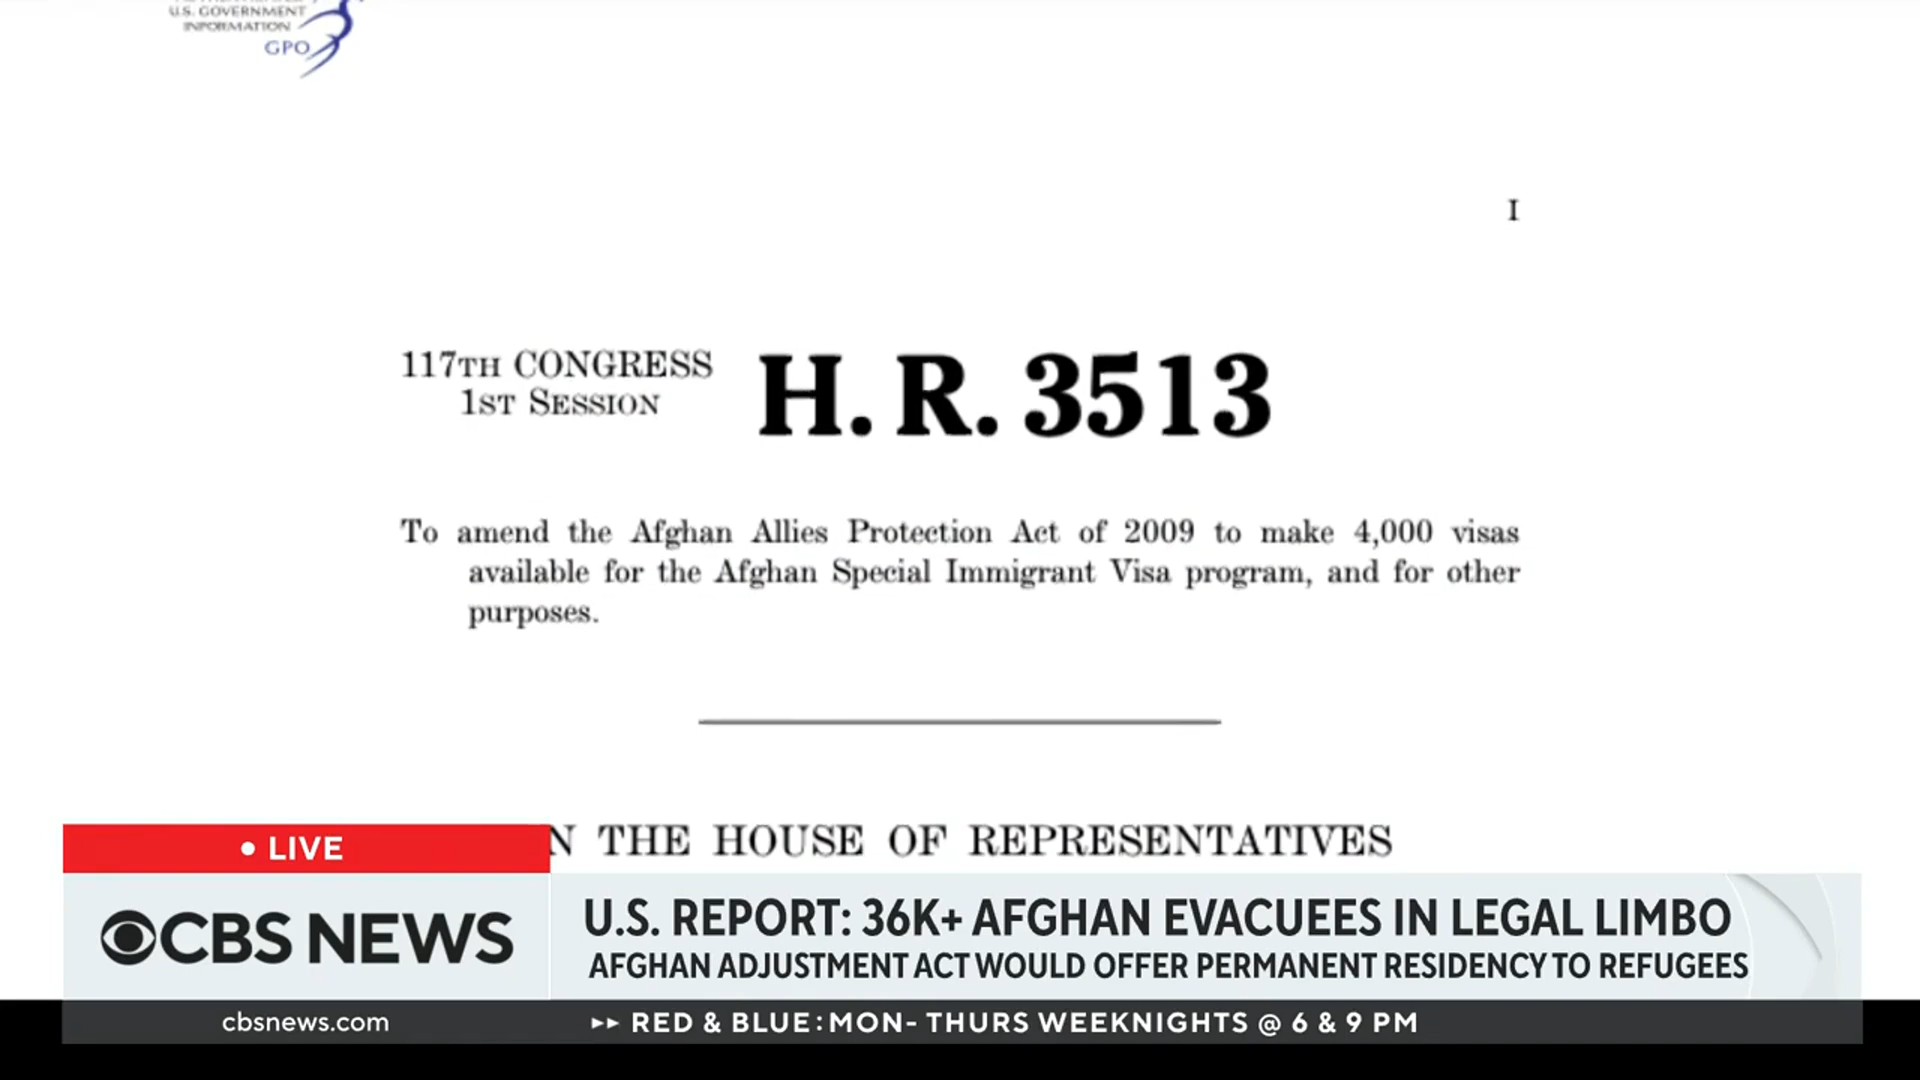 U.S. GOVERNMENT
INFORMATION
GPO
I
117TH CONGRESS
1ST SESSION
H. R. 3513
To amend the Afghan Allies Protection Act of 2009 to make 4,000 visas
available for the Afghan Special Immigrant Visa program, and for other
purposes.
N THE HOUSE OF REPRESENTATIVES
• LIVE
CBS NEWS
U.S. REPORT: 36K+ AFGHAN EVACUEES IN LEGAL LIMBO
AFGHAN ADJUSTMENT ACT WOULD OFFER PERMANENT RESIDENCY TO REFUGEES
cbsnews.com
RED & BLUE: MON- THURS WEEKNIGHTS @ 6 & 9 PM